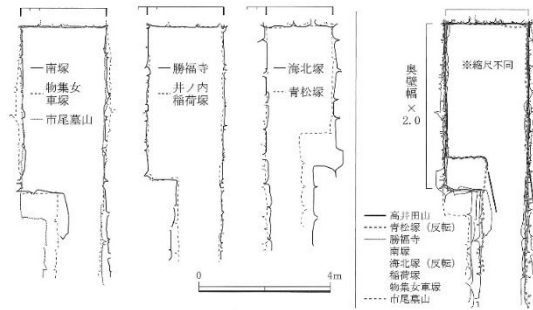 南塚
物集女
車塚
市尾墓山
勝福寺
井ノ内
稲荷塚
海北塚
青松塚
0
4m
※縮尺不同
奥壁幅×2.0
高井田山
青松塚（反転）
勝福寺
南塚
海北塚（反転）
稲荷塚
物集女車塚
市尾墓山